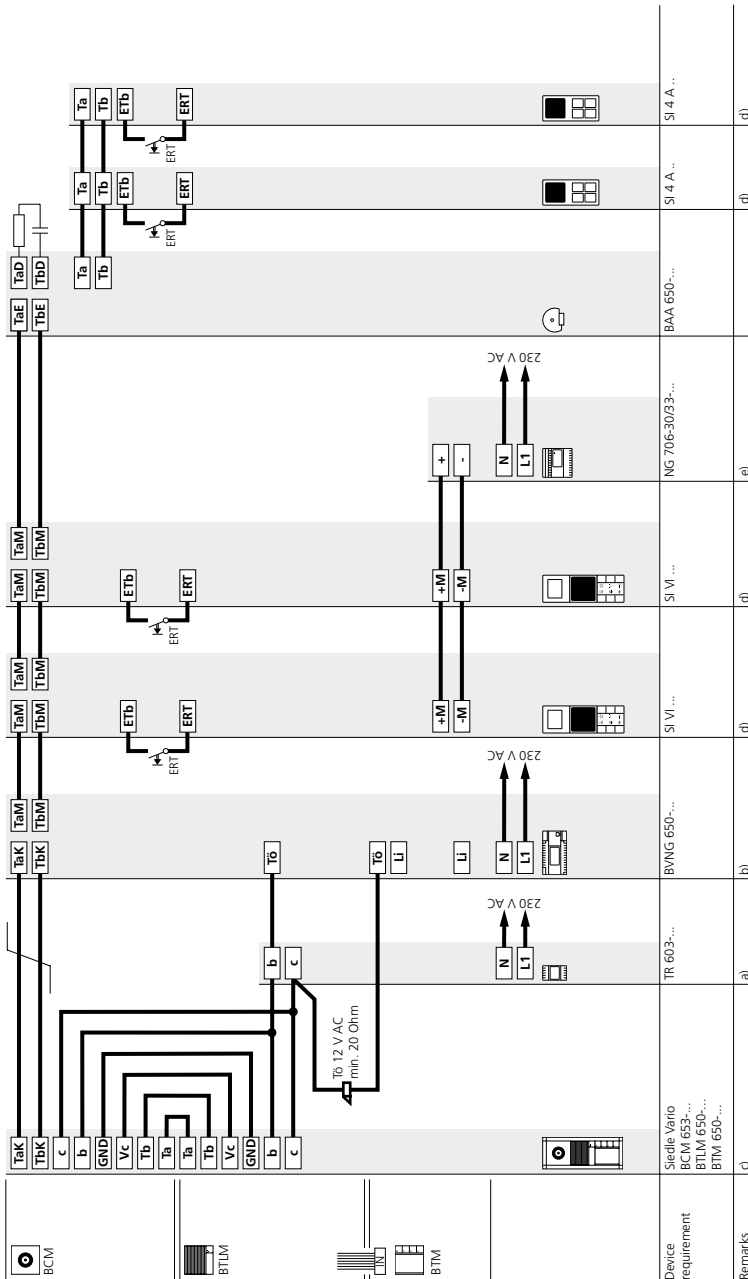 TaK TaK TaM TaM TaM TaM TaM TaE TaD
TbK TbK TbM TbM TbM TbM TbM TbE TbD
BCM
c
b
GND
Vc
Tb
Ta
Ta
Tb
Vc
GND
b
c
BTLM
IN
BTM
Ta Ta Ta
Tb Tb Tb
ETb ETb ETb ETb
ERT ERT ERT ERT
ERT ERT ERT ERT
b Tö
c
Tö 12 V AC
min. 20 Ohm
Tö
Li
+M +M +
Li -M -M -
N N N
L1 L1 L1
230 V AC 230 V AC 230 V AC
Device
requirement
Siedle Vario
BCM 653-...
BTLM 650-...
BTM 650-...
TR 603-...
BVNG 650-...
SI VI ...
SI VI ...
NG 706-30/33-...
BAA 650-...
SI 4 A ..
SI 4 A ..
Remarks c) a) b) d) d) e) d) d)